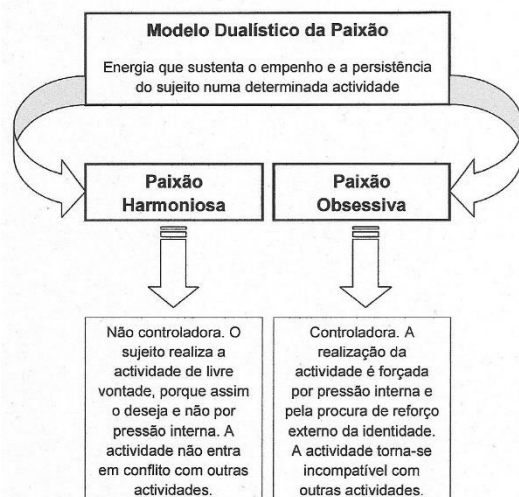 Modelo Dualístico da Paixão
Energia que sustenta o empenho e a persistência
do sujeito numa determinada actividade
Paixão
Harmoniosa
Paixão
Obsessiva
Não controladora. O
sujeito realiza a
actividade de livre
vontade, porque assim
o deseja e não por
pressão interna. A
actividade não entra
em conflito com outras
actividades.
Controladora. A
realização da
actividade é forçada
por pressão interna e
pela procura de reforço
externo da identidade.
A actividade torna-se
incompatível com
outras actividades.